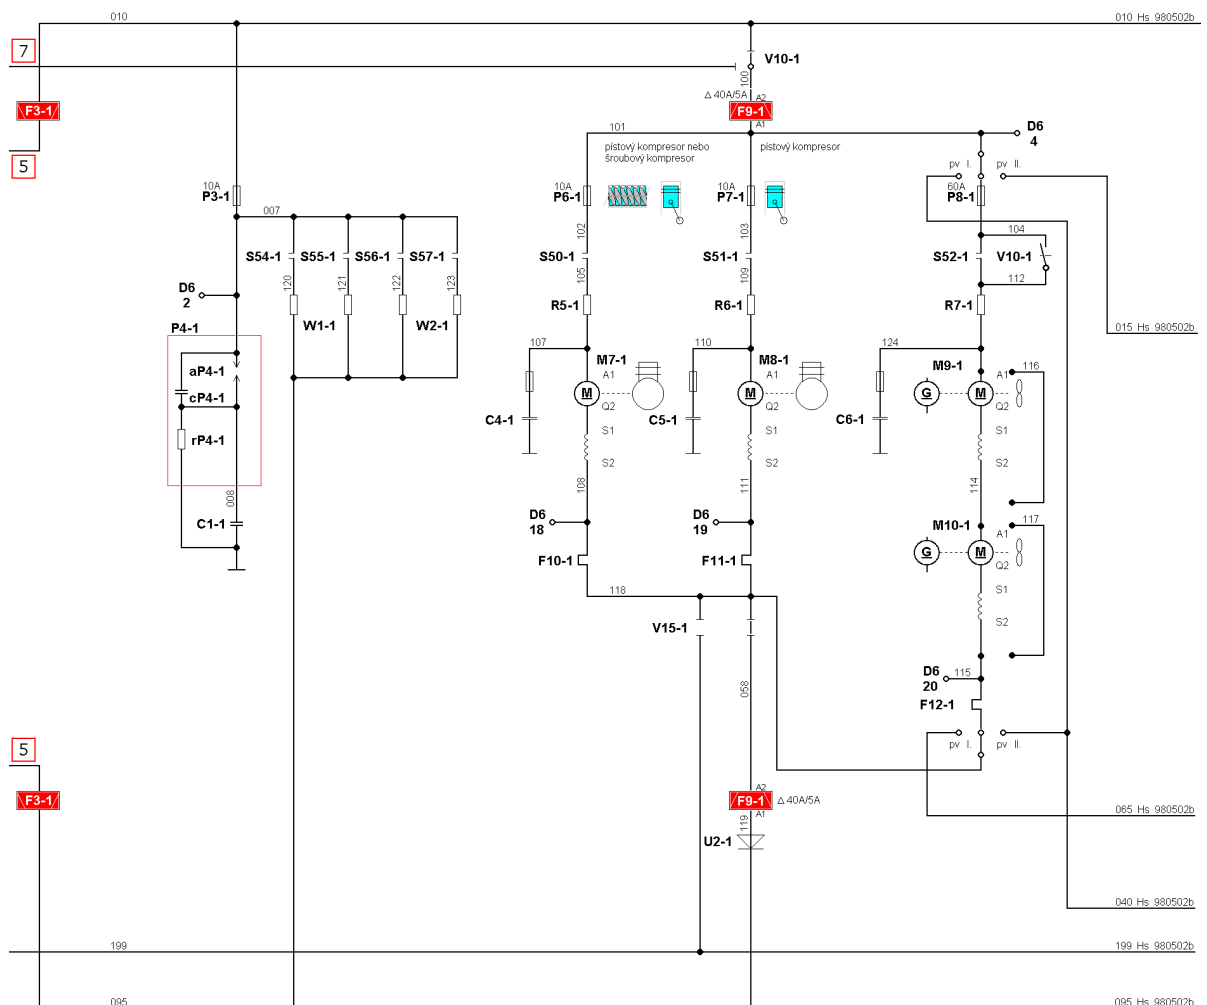 010
010 Hs 980502b
7
V10-1
100
Δ 40A/5A
A2
F3-1
F9-1
A1
101
D6
4
pístový kompresor nebo
šroubový kompresor
pístový kompresor
5
pv I.
pv II.
10A
P3-1
10A
P6-1
10A
P7-1
60A
P8-1
007
102
103
104
S54-1
S55-1
S56-1
S57-1
S50-1
S51-1
S52-1
V10-1
120
121
122
123
105
109
112
D6
2
W1-1
W2-1
R5-1
R6-1
R7-1
015 Hs 980502b
P4-1
107
110
124
aP4-1
cP4-1
rP4-1
M7-1
A1
M
Q2
M8-1
A1
M
Q2
M9-1
A1
G
M
Q2
116
C4-1
C5-1
C6-1
S1
S2
S1
S2
S1
S2
008
108
111
114
C1-1
D6
18
D6
19
M10-1
117
A1
G
M
Q2
F10-1
F11-1
118
S1
S2
V15-1
D6
20
115
058
F12-1
5
pv I.
pv II.
F3-1
A2
F9-1
Δ 40A/5A
A1
119
U2-1
065 Hs 980502b
040 Hs 980502b
199
199 Hs 980502b
095
095 Hs 980502b